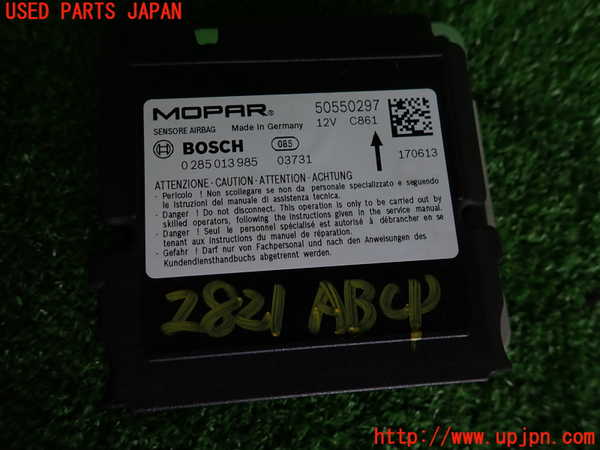 USED PARTS JAPAN
MOPAR®
50550297
SENSORE AIRBAG Made in Germany 12V C861
BOSCH 085
0 285 013 985 03731 170613
ATTENZIONE - CAUTION - ATTENTION - ACHTUNG
- Pericolo ! Non scollegare se non da personale specializzato e seguendo
le istruzioni del manuale di assistenza tecnica.
- Danger ! Do not disconnect. This operation is only to be carried out by
skilled operators, following the instructions given in the service manual.
- Danger ! Seul le personnel spécialisé est autorisé à débrancher en se
tenant aux instructions du manuel de réparation.
- Gefahr ! Darf nur von Fachpersonal und nach den Anweisungen des
Kundendiensthandbuchs abgetrennt werden.
2821 ABCU
http://www.upjpn.com/